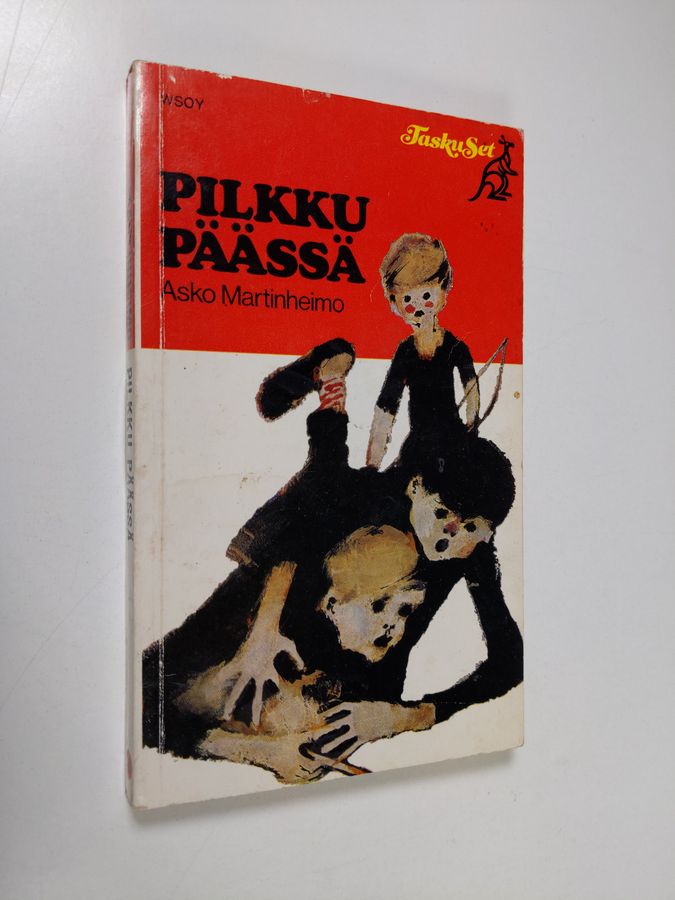 WSOY
TaskuSet
PILKKU
PÄÄSSÄ
Asko Martinheimo
PILKKU PÄÄSSÄ